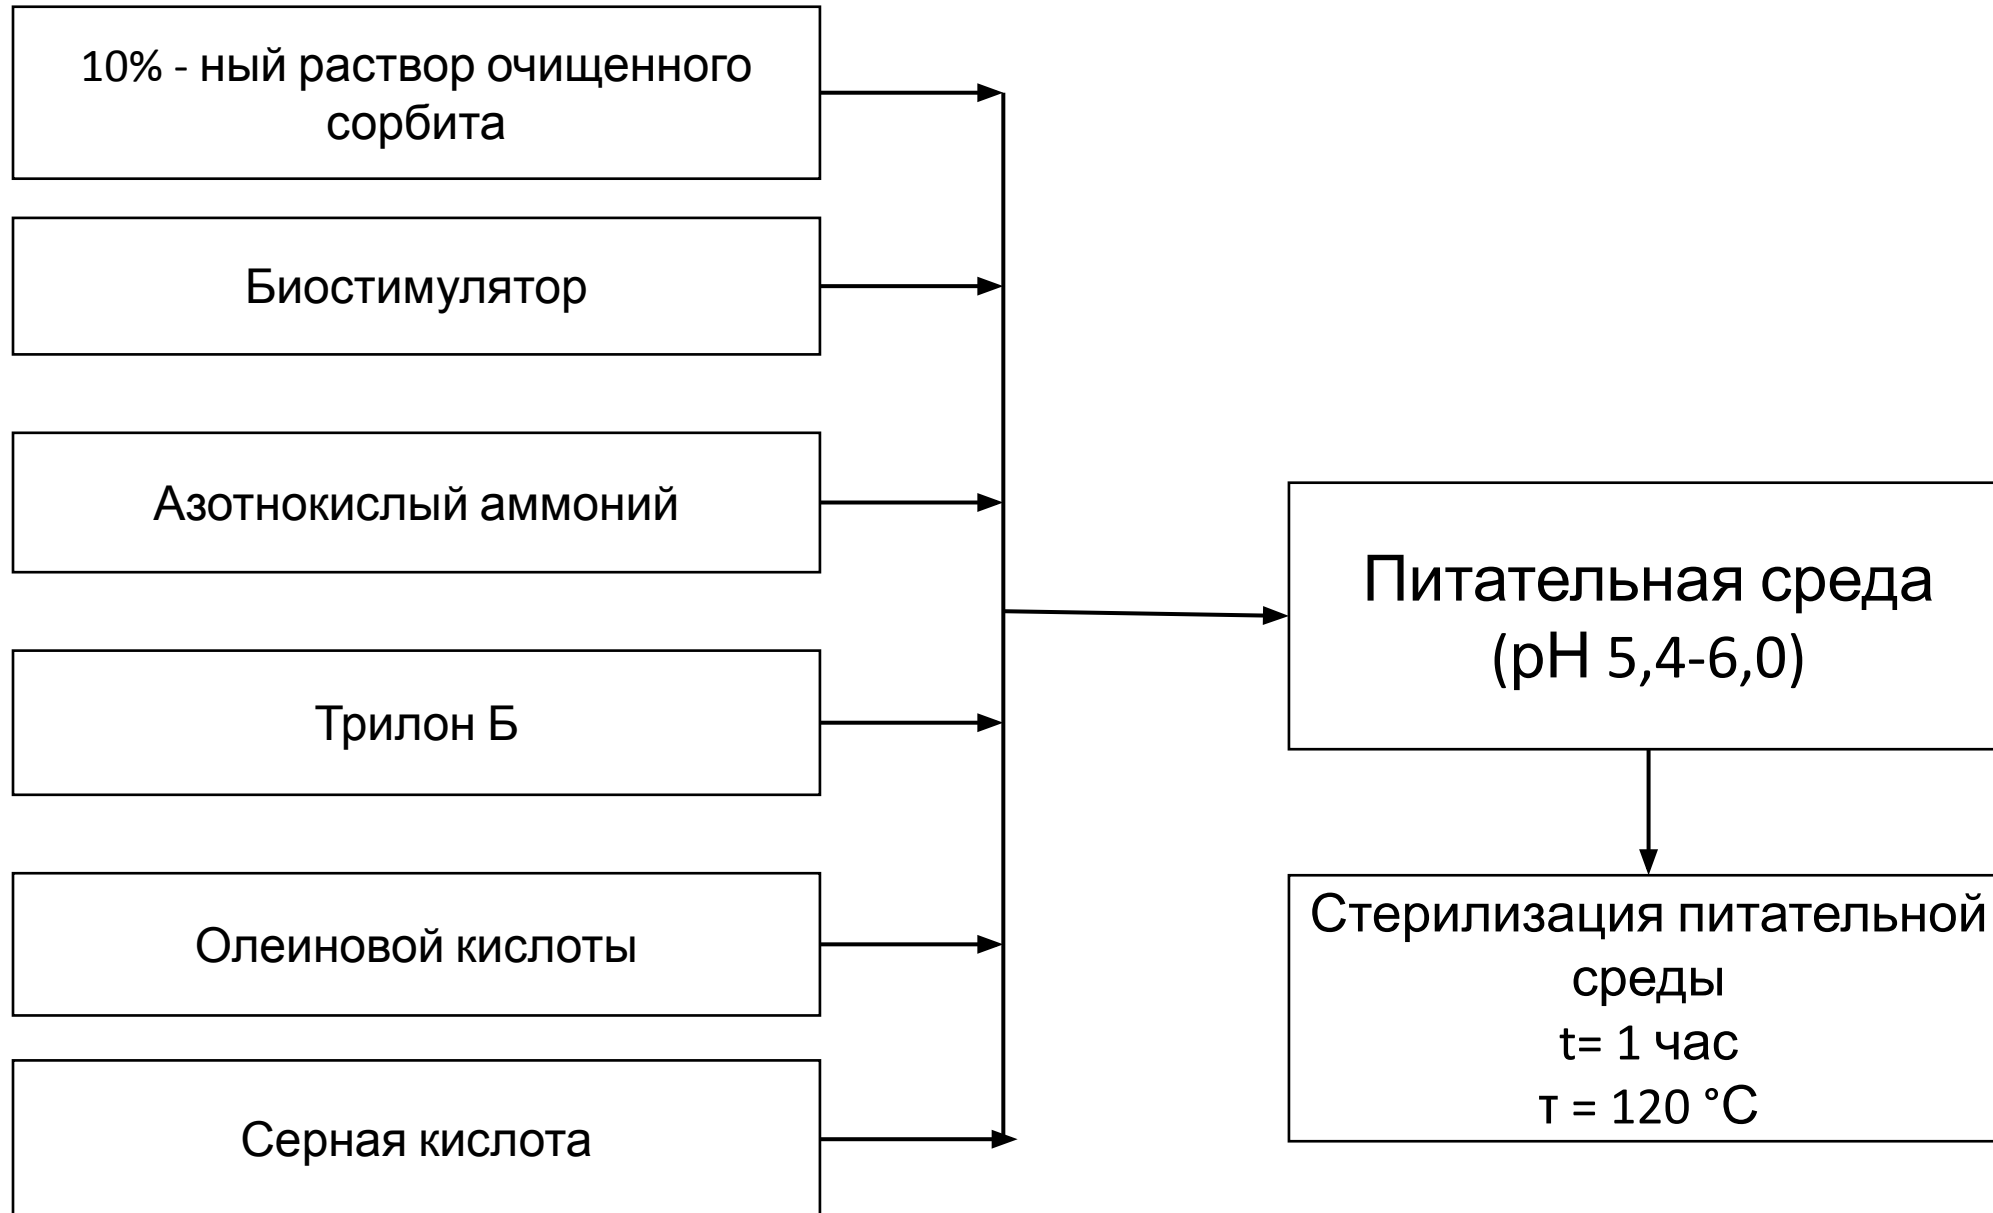 10% - ный раствор очищенного
сорбита
Биостимулятор
Азотнокислый аммоний
Трилон Б
Олеиновой кислоты
Серная кислота
Питательная среда
(рН 5,4-6,0)
Стерилизация питательной
среды
t= 1 час
т = 120 °С